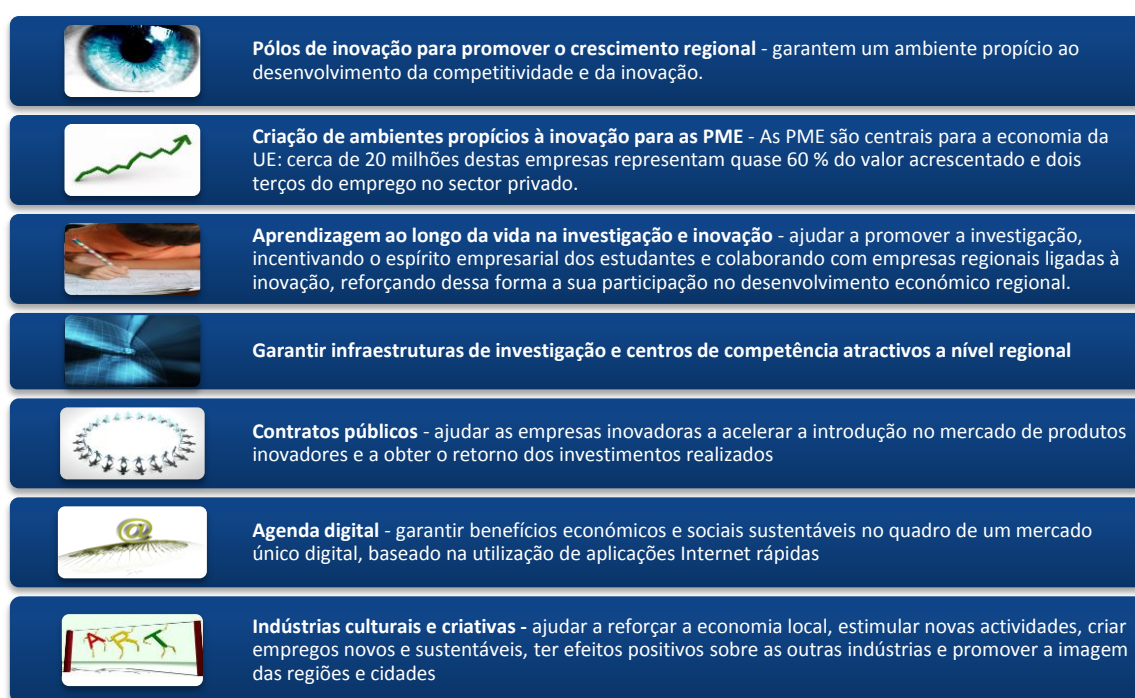 Pólos de inovação para promover o crescimento regional - garantem um ambiente propício ao
desenvolvimento da competitividade e da inovação.
Criação de ambientes propícios à inovação para as PME - As PME são centrais para a economia da
UE: cerca de 20 milhões destas empresas representam quase 60 % do valor acrescentado e dois
terços do emprego no sector privado.
Aprendizagem ao longo da vida na investigação e inovação - ajudar a promover a investigação,
incentivando o espírito empresarial dos estudantes e colaborando com empresas regionais ligadas à
inovação, reforçando dessa forma a sua participação no desenvolvimento económico regional.
Garantir infraestruturas de investigação e centros de competência atractivos a nível regional
Contratos públicos - ajudar as empresas inovadoras a acelerar a introdução no mercado de produtos
inovadores e a obter o retorno dos investimentos realizados
@
Agenda digital - garantir benefícios económicos e sociais sustentáveis no quadro de um mercado
único digital, baseado na utilização de aplicações Internet rápidas
ART
Indústrias culturais e criativas - ajudar a reforçar a economia local, estimular novas actividades, criar
empregos novos e sustentáveis, ter efeitos positivos sobre as outras indústrias e promover a imagem
das regiões e cidades